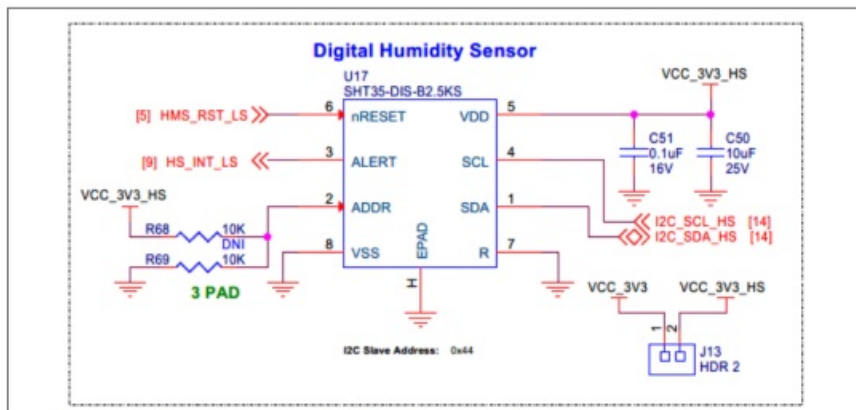 Digital Humidity Sensor
U17
SHT35-DIS-B2.5KS
VCC_3V3_HS
[5] HMS_RST_LS
6
nRESET
VDD
5
[9] HS_INT_LS
3
ALERT
SCL
4
C51
0.1uF
16V
C50
10uF
25V
VCC_3V3_HS
2
ADDR
SDA
1
I2C_SCL_HS [14]
I2C_SDA_HS [14]
R68
10K
DNI
R69
10K
8
VSS
EPAD
R
7
3 PAD
H
VCC_3V3
VCC_3V3_HS
1
2
J13
HDR 2
I2C Slave Address: 0x44